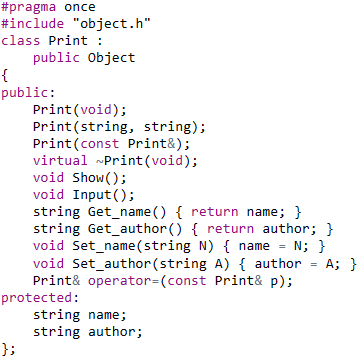 #pragma once
#include "object.h"
class Print :
    public Object
{
public:
    Print(void);
    Print(string, string);
    Print(const Print&);
    virtual ~Print(void);
    void Show();
    void Input();
    string Get_name() { return name; }
    string Get_author() { return author; }
    void Set_name(string N) { name = N; }
    void Set_author(string A) { author = A; }
    Print& operator=(const Print& p);
protected:
    string name;
    string author;
};